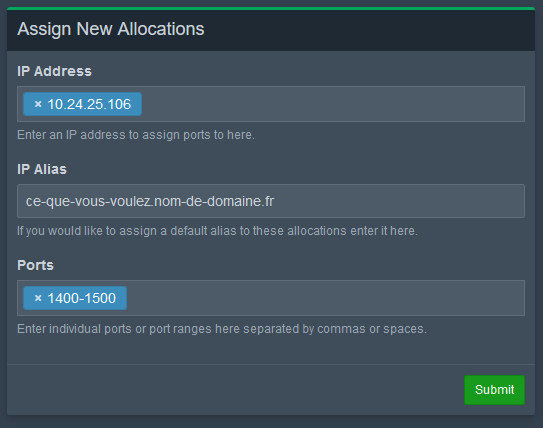 Assign New Allocations
IP Address
× 10.24.25.106
Enter an IP address to assign ports to here.
IP Alias
ce-que-vous-voulez.nom-de-domaine.fr
If you would like to assign a default alias to these allocations enter it here.
Ports
× 1400-1500
Enter individual ports or port ranges here separated by commas or spaces.
Submit